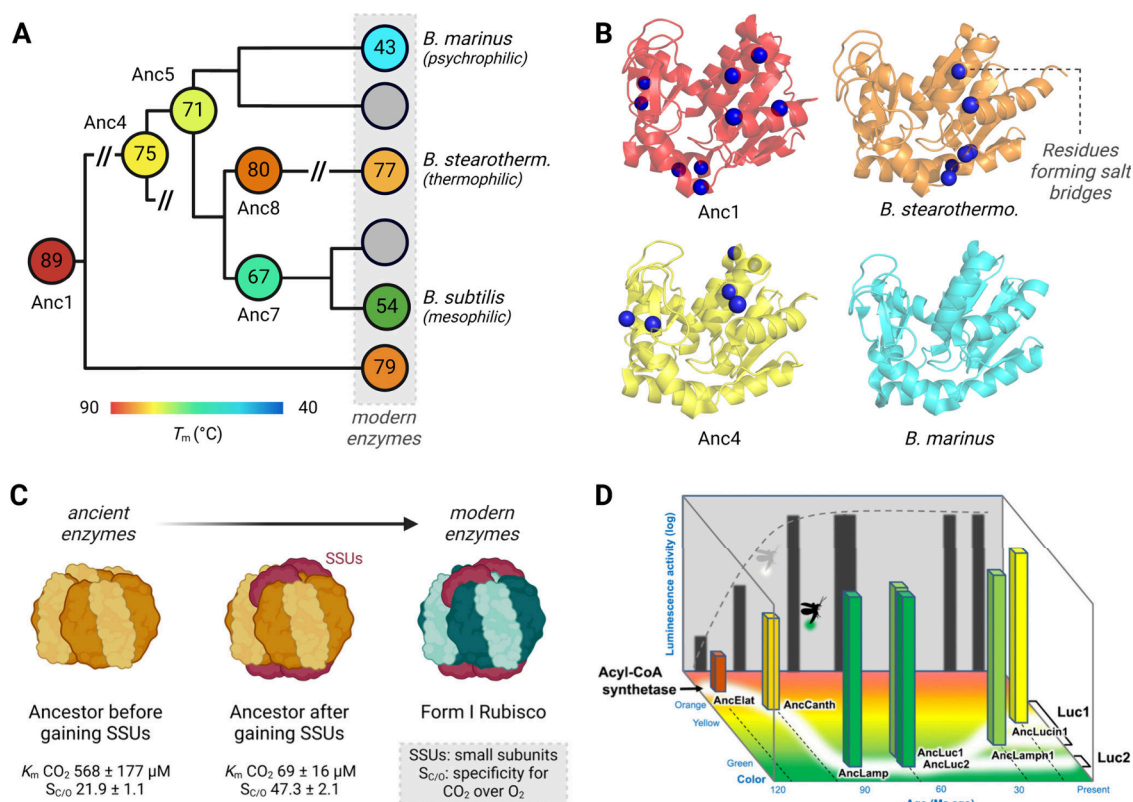 A
43
B. marinus
(psychrophilic)
Anc5
71
Anc4
75
80
77
B. stearotherm.
(thermophilic)
Anc8
89
Anc1
67
Anc7
54
B. subtilis
(mesophilic)
79
90
40
Tm (°C)
modern
enzymes
B
Anc1
B. stearothermo.
Residues
forming salt
bridges
Anc4
B. marinus
C
ancient
enzymes
modern
enzymes
SSUs
Ancestor before
gaining SSUs
Km CO2 568 ± 177 µM
SC/O 21.9 ± 1.1
Ancestor after
gaining SSUs
Km CO2 69 ± 16 µM
SC/O 47.3 ± 2.1
Form I Rubisco
SSUs: small subunits
SC/O: specificity for
CO2 over O2
D
Luminescence activity (log)
Acyl-CoA
synthetase
Orange
Yellow
Green
Color
AncElat
AncCanth
AncLamp
AncLuc1
AncLuc2
AncLucin1
AncLampn1
Luc1
Luc2
120
90
60
30
Present